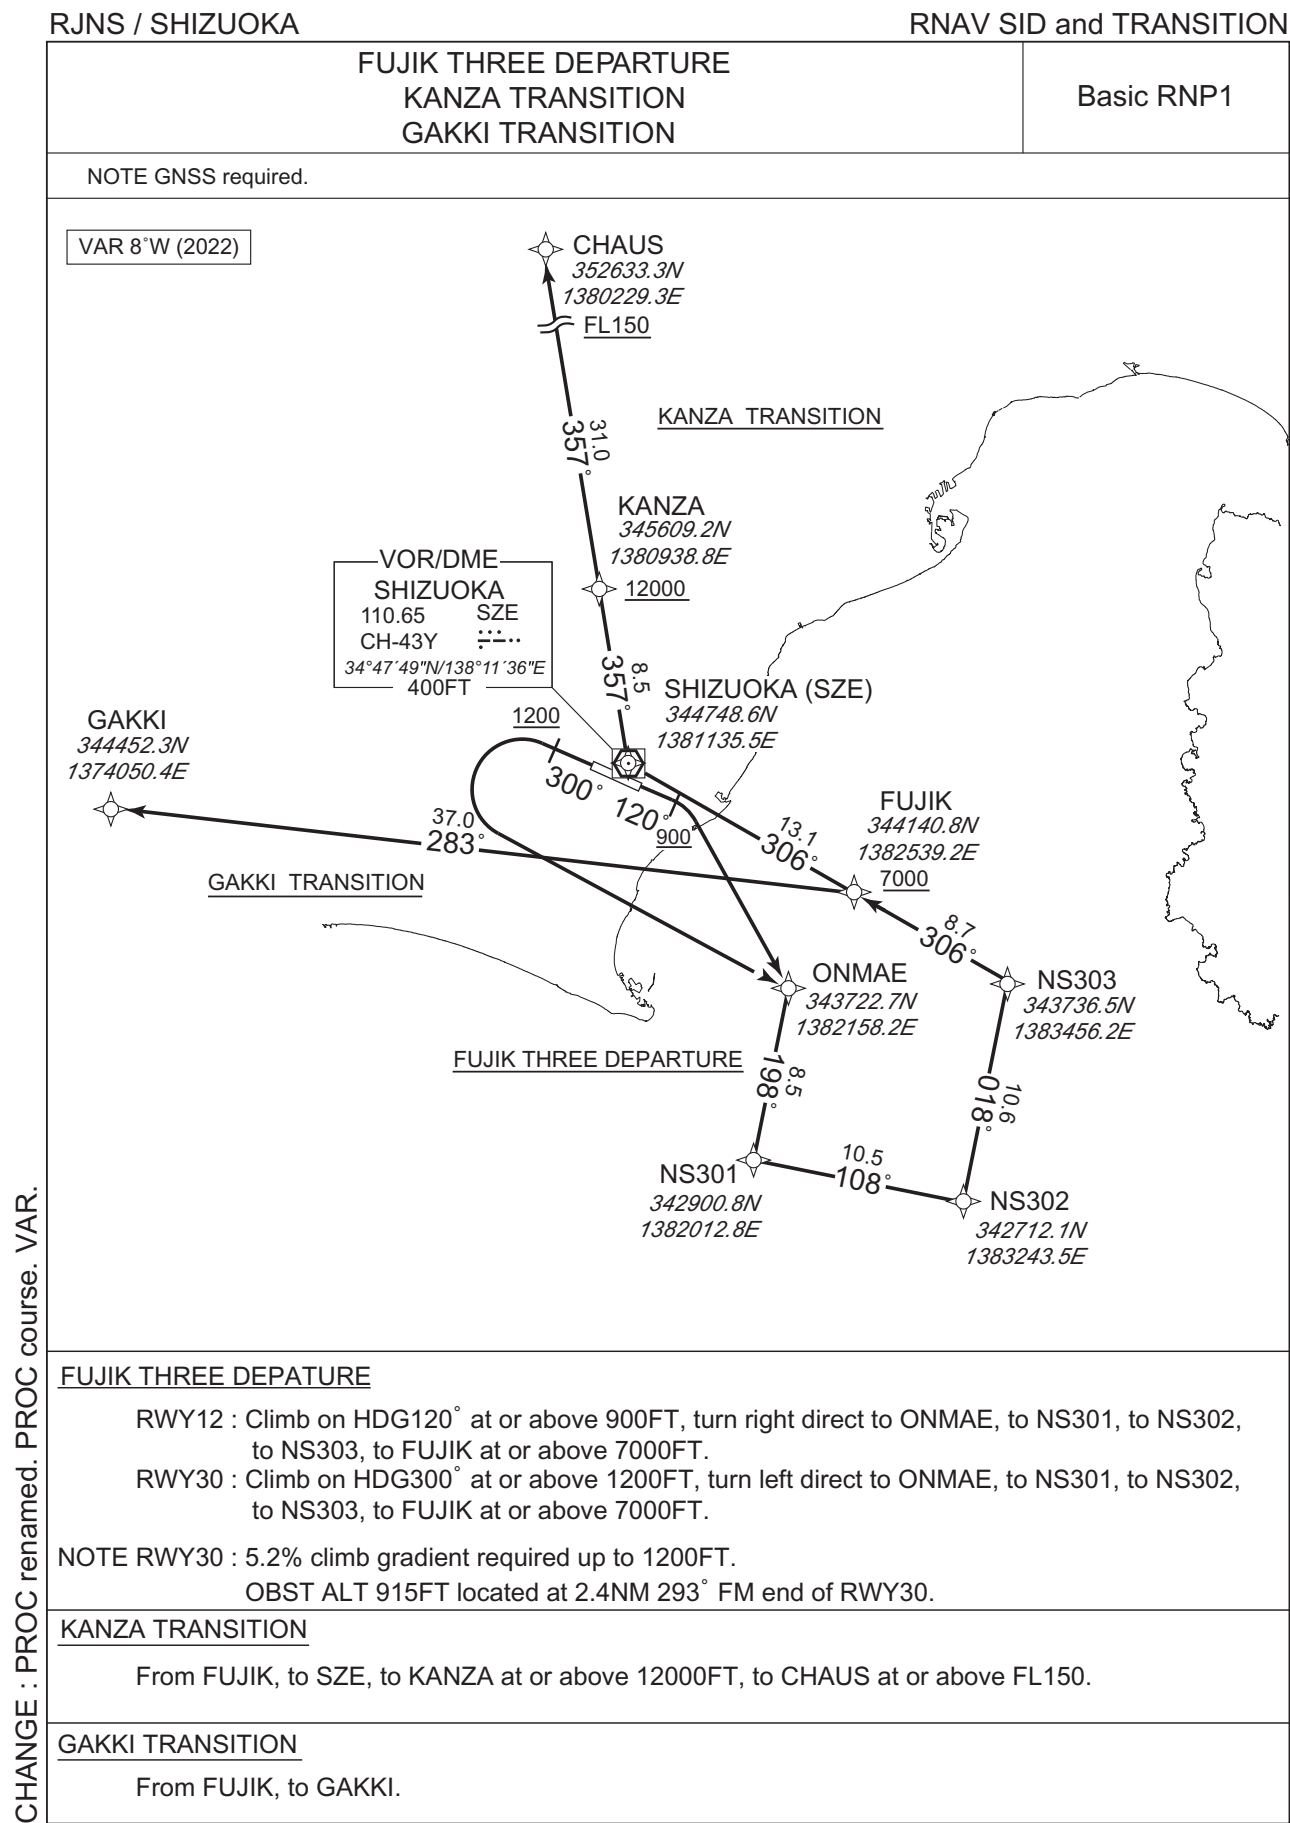 RJNS / SHIZUOKA
RNAV SID and TRANSITION
FUJIK THREE DEPARTURE
KANZA TRANSITION
GAKKI TRANSITION
Basic RNP1
NOTE GNSS required.
VAR 8˚W (2022)
CHAUS
352633.3N
1380229.3E
FL150
31.0
357˚
KANZA TRANSITION
KANZA
345609.2N
1380938.8E
12000
VOR/DME
SHIZUOKA
110.65 SZE
CH-43Y
34°47´49"N/138°11´36"E
400FT
8.5
357˚
SHIZUOKA (SZE)
344748.6N
1381135.5E
GAKKI
344452.3N
1374050.4E
1200
300˚
120˚
900
37.0
283˚
GAKKI TRANSITION
13.1
306˚
FUJIK
344140.8N
1382539.2E
7000
8.7
306˚
ONMAE
343722.7N
1382158.2E
NS303
343736.5N
1383456.2E
FUJIK THREE DEPARTURE
8.5
198˚
10.6
018˚
10.5
108˚
NS301
342900.8N
1382012.8E
NS302
342712.1N
1383243.5E
FUJIK THREE DEPATURE
RWY12 : Climb on HDG120˚ at or above 900FT, turn right direct to ONMAE, to NS301, to NS302,
to NS303, to FUJIK at or above 7000FT.
RWY30 : Climb on HDG300˚ at or above 1200FT, turn left direct to ONMAE, to NS301, to NS302,
to NS303, to FUJIK at or above 7000FT.
NOTE RWY30 : 5.2% climb gradient required up to 1200FT.
OBST ALT 915FT located at 2.4NM 293˚ FM end of RWY30.
KANZA TRANSITION
From FUJIK, to SZE, to KANZA at or above 12000FT, to CHAUS at or above FL150.
GAKKI TRANSITION
From FUJIK, to GAKKI.
CHANGE : PROC renamed. PROC course. VAR.